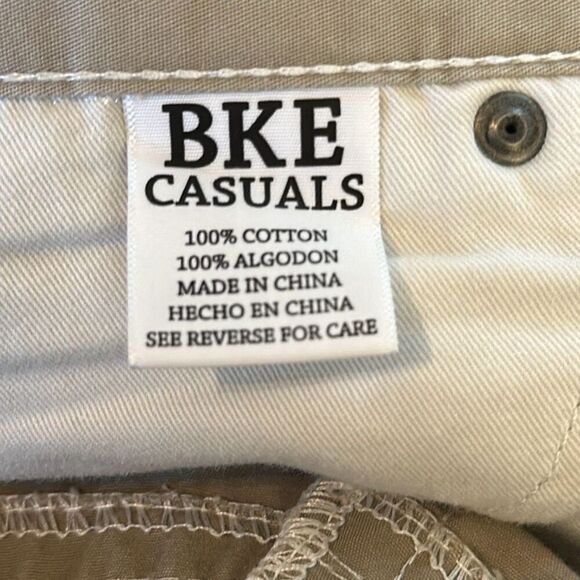 BKE
CASUALS
100% COTTON
100% ALGODON
MADE IN CHINA
HECHO EN CHINA
SEE REVERSE FOR CARE